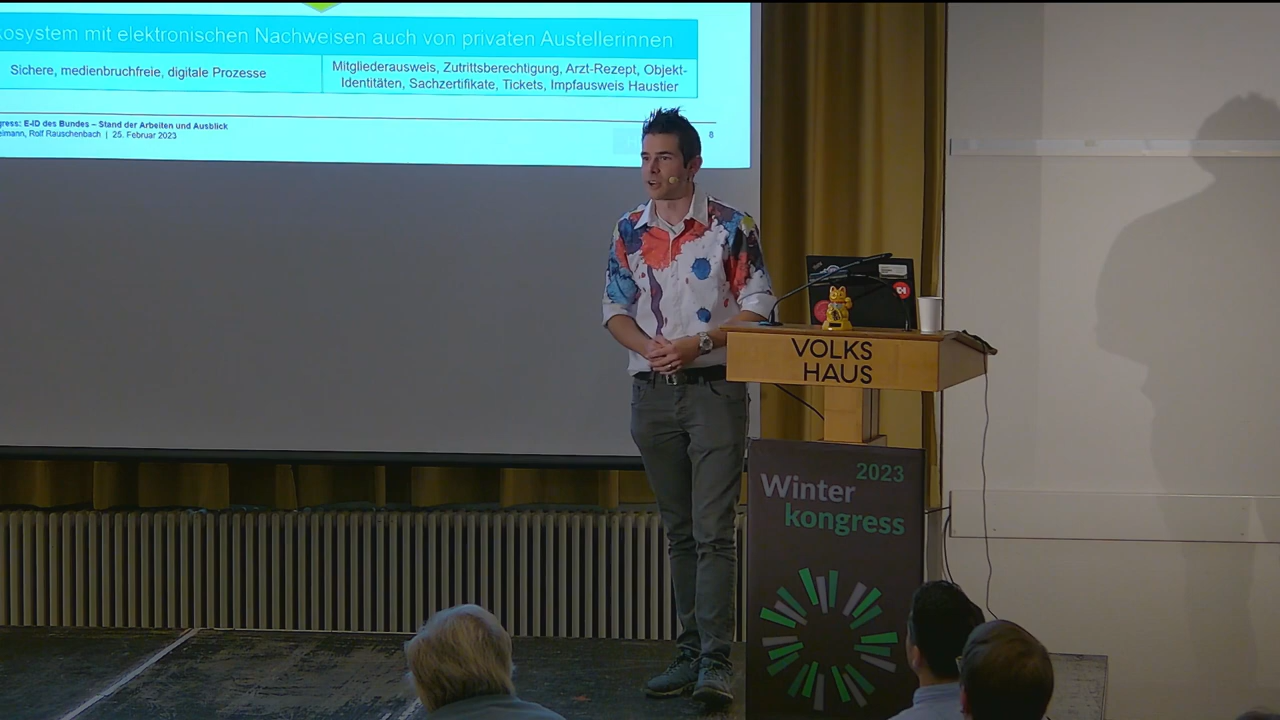 kosystem mit elektronischen Nachweisen auch von privaten Austellerinnen
Sichere, medienbruchfreie, digitale Prozesse
Mitgliederausweis, Zutrittsberechtigung, Arzt-Rezept, Objekt-
Identitäten, Sachzertifikate, Tickets, Impfausweis Haustier
gress: E-ID des Bundes – Stand der Arbeiten und Ausblick
eimann, Rolf Rauschenbach | 25. Februar 2023
8
VOLKS
HAUS
2023
Winter
kongress